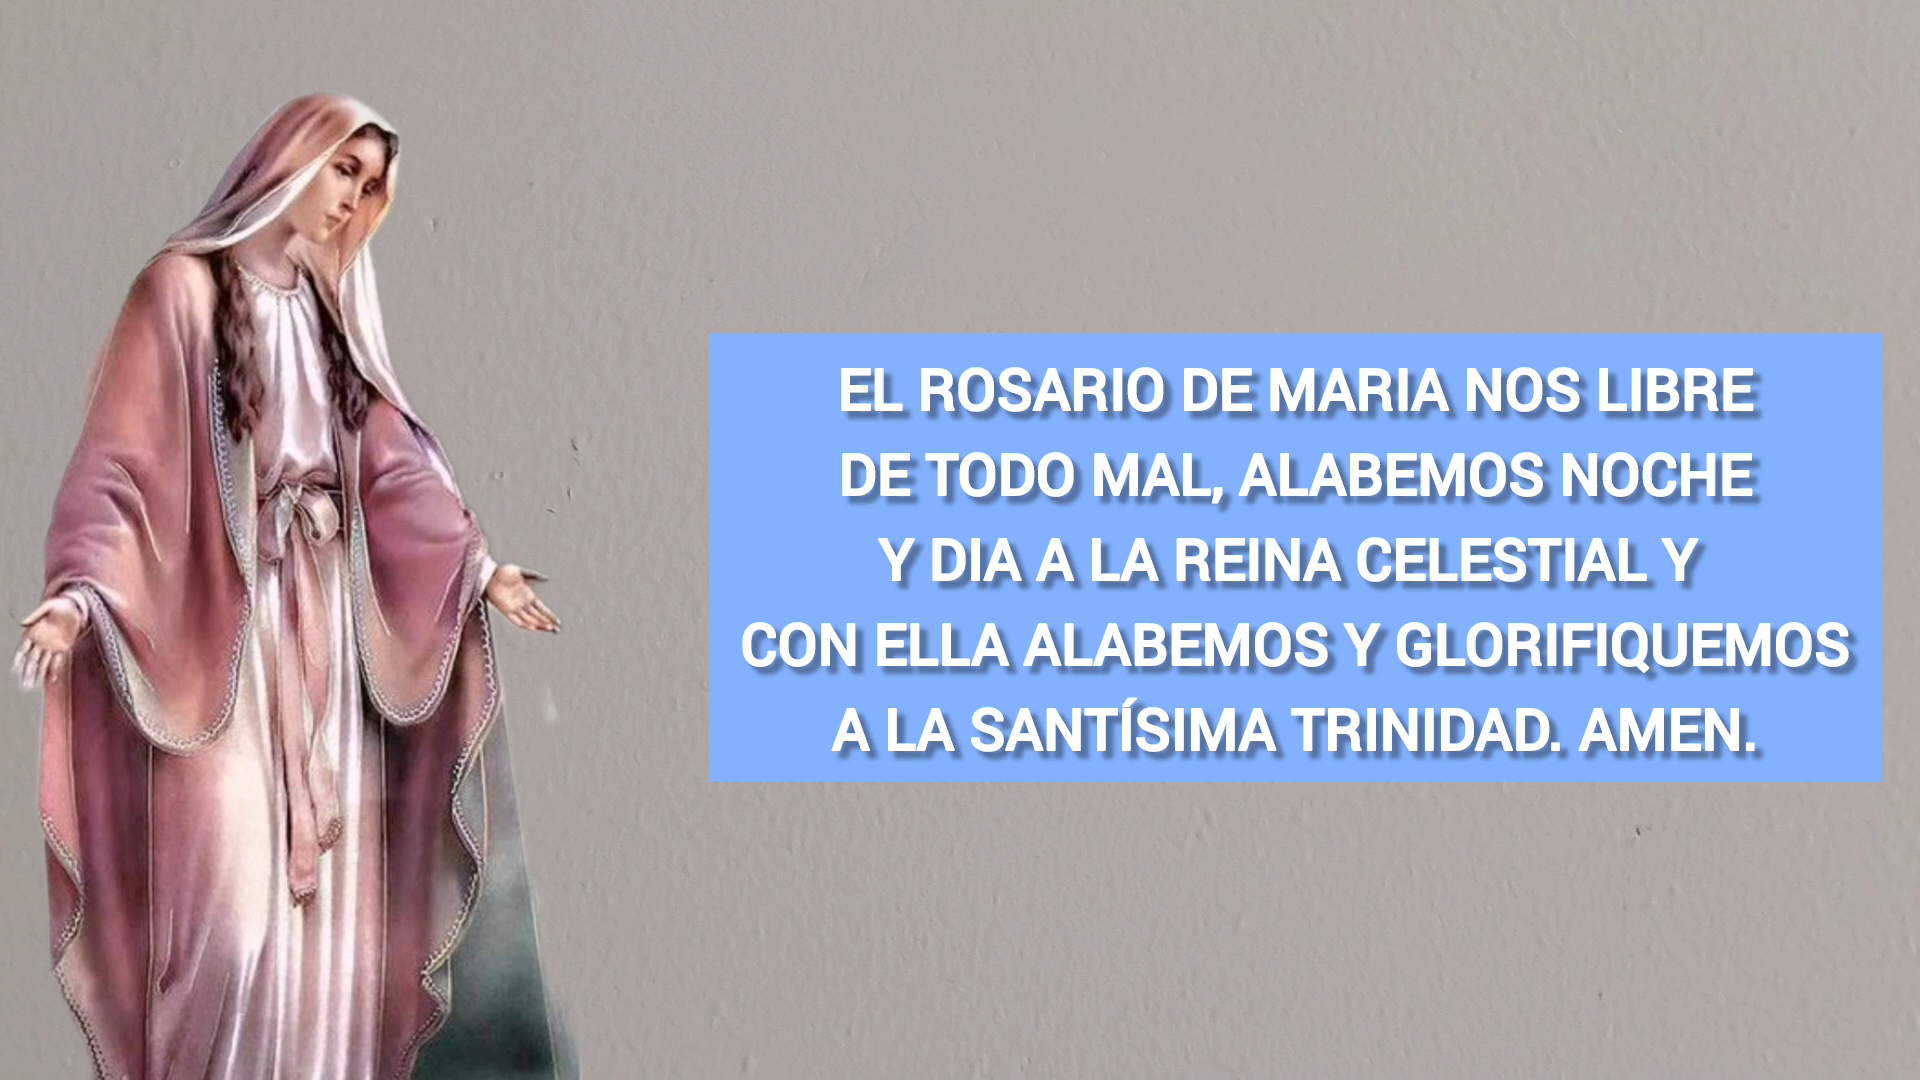 EL ROSARIO DE MARIA NOS LIBRE
DE TODO MAL, ALABEMOS NOCHE
Y DIA A LA REINA CELESTIAL Y
CON ELLA ALABEMOS Y GLORIFIQUEMOS
A LA SANTÍSIMA TRINIDAD. AMEN.